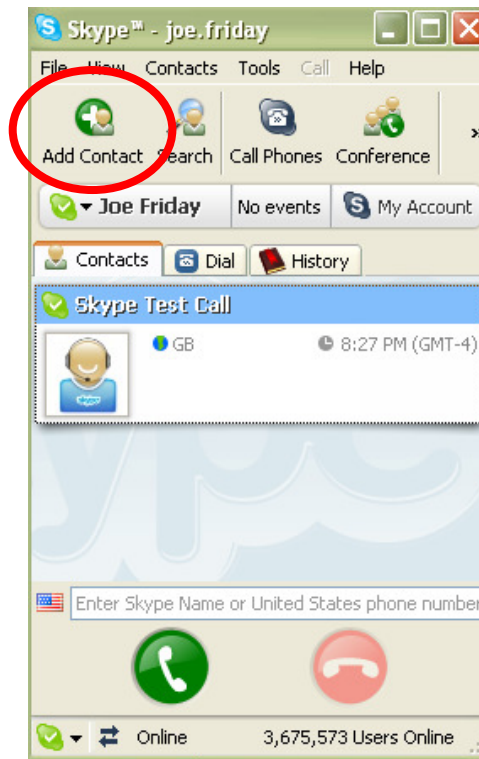 Skype™ - joe.friday
File View Contacts Tools Call Help
Add Contact Search Call Phones Conference »
Joe Friday No events My Account
Contacts Dial History
Skype Test Call
GB 8:27 PM (GMT-4)
skype
Enter Skype Name or United States phone number
Online 3,675,573 Users Online